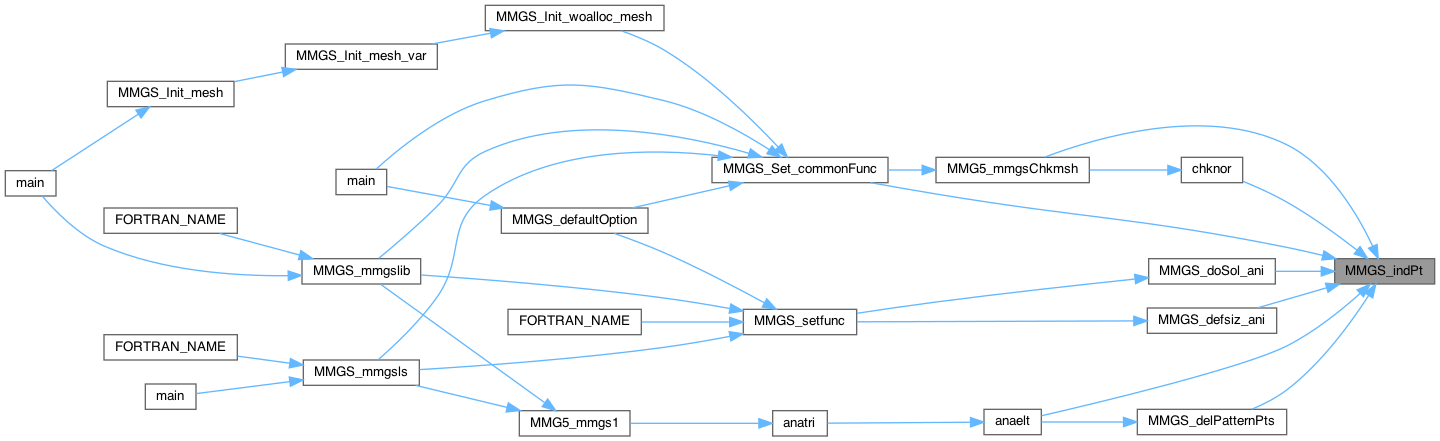 MMGS_Init_woalloc_mesh
MMGS_Init_mesh_var
MMGS_Init_mesh
main
main
MMGS_Set_commonFunc
MMG5_mmgsChkmsh
chknor
FORTRAN_NAME
MMGS_defaultOption
MMGS_mmgslib
MMGS_doSol_ani
MMGS_indPt
FORTRAN_NAME
MMGS_setfunc
MMGS_defsiz_ani
FORTRAN_NAME
MMGS_mmgsls
main
MMG5_mmgs1
anatri
anaelt
MMGS_delPatternPts